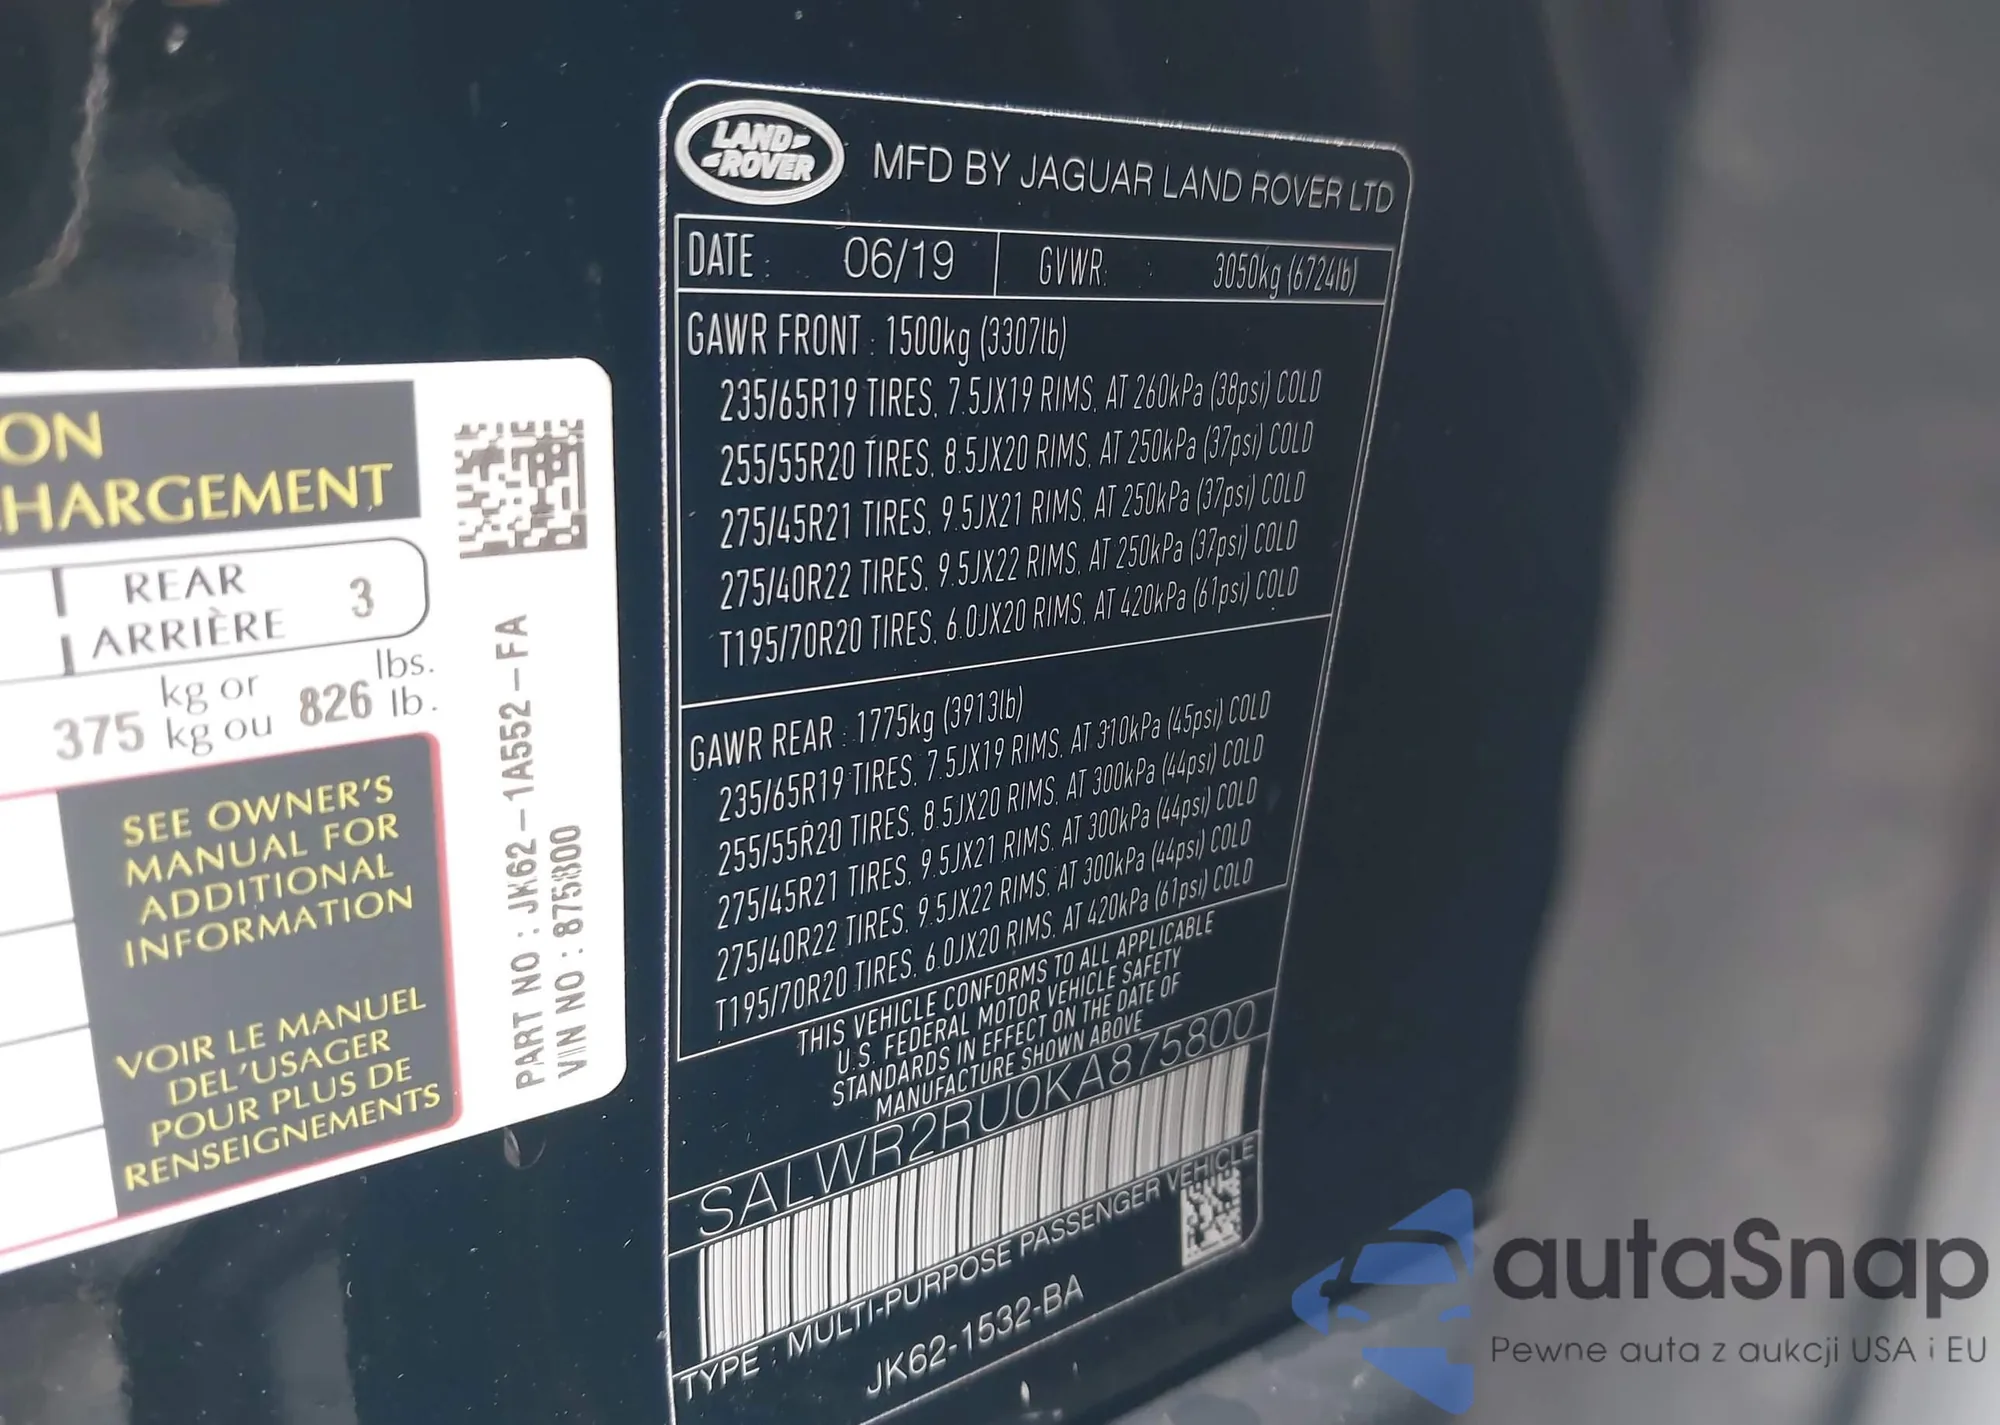 ON
CHARGEMENT
REAR
ARRIÈRE 3
375 kg or 826 lbs.
kg ou lb.
SEE OWNER'S
MANUAL FOR
ADDITIONAL
INFORMATION
VOIR LE MANUEL
DEL'USAGER
POUR PLUS DE
RENSEIGNEMENTS
PART NO : JK62-1A552-FA
VIN NO : 875800
LAND
ROVER
MFD BY JAGUAR LAND ROVER LTD
DATE : 06/19 GVWR : 3050kg (6724lb)
GAWR FRONT : 1500kg (3307lb)
235/65R19 TIRES, 7.5JX19 RIMS, AT 260kPa (38psi) COLD
255/55R20 TIRES, 8.5JX20 RIMS, AT 250kPa (37psi) COLD
275/45R21 TIRES, 9.5JX21 RIMS, AT 250kPa (37psi) COLD
275/40R22 TIRES, 9.5JX22 RIMS, AT 250kPa (37psi) COLD
T195/70R20 TIRES, 6.0JX20 RIMS, AT 420kPa (61psi) COLD
GAWR REAR : 1775kg (3913lb)
235/65R19 TIRES, 7.5JX19 RIMS, AT 310kPa (45psi) COLD
255/55R20 TIRES, 8.5JX20 RIMS, AT 300kPa (44psi) COLD
275/45R21 TIRES, 9.5JX21 RIMS, AT 300kPa (44psi) COLD
275/40R22 TIRES, 9.5JX22 RIMS, AT 300kPa (44psi) COLD
T195/70R20 TIRES, 6.0JX20 RIMS, AT 420kPa (61psi) COLD
THIS VEHICLE CONFORMS TO ALL APPLICABLE
U.S. FEDERAL MOTOR VEHICLE SAFETY
STANDARDS IN EFFECT ON THE DATE OF
MANUFACTURE SHOWN ABOVE
SALWR2RU0KA875800
TYPE : MULTI-PURPOSE PASSENGER VEHICLE
JK62-1532-BA
autaSnap
Pewne auta z aukcji USA i EU